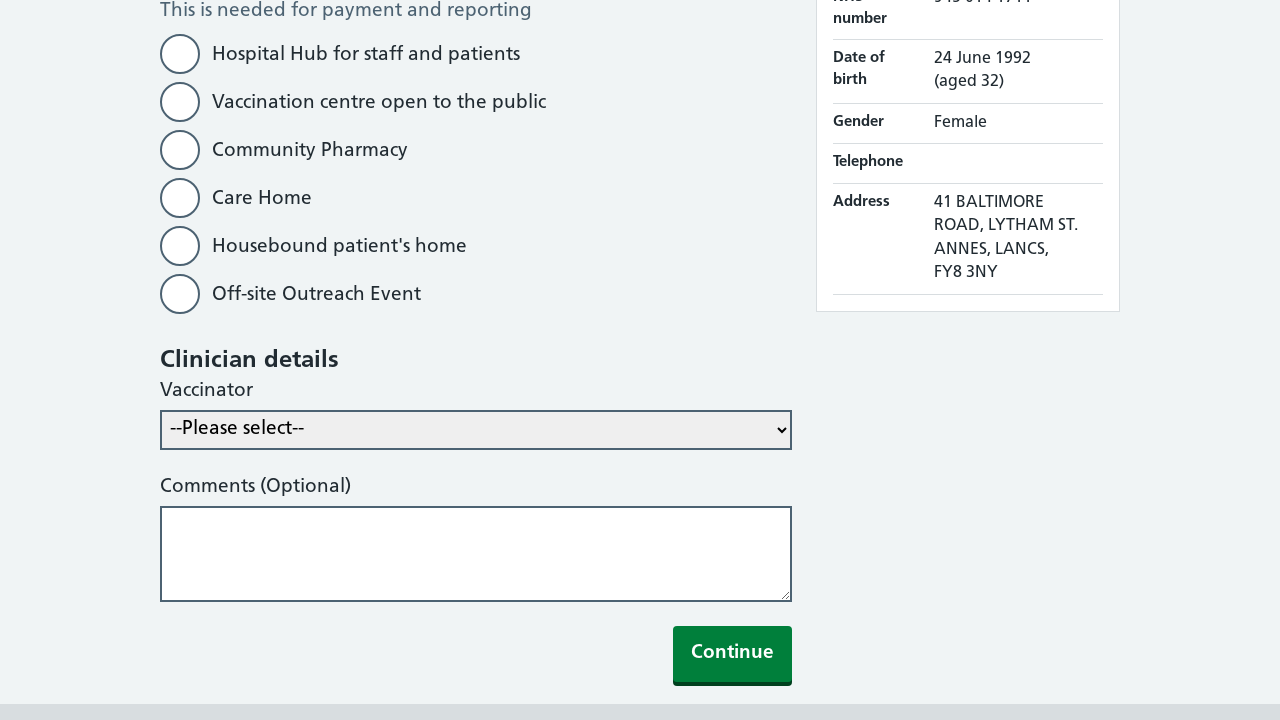 This is needed for payment and reporting
Hospital Hub for staff and patients
Vaccination centre open to the public
Community Pharmacy
Care Home
Housebound patient's home
Off-site Outreach Event
Clinician details
Vaccinator
--Please select--
Comments (Optional)
Continue
number
Date of
birth
24 June 1992
(aged 32)
Gender
Female
Telephone
Address
41 BALTIMORE
ROAD, LYTHAM ST.
ANNES, LANCS,
FY8 3NY